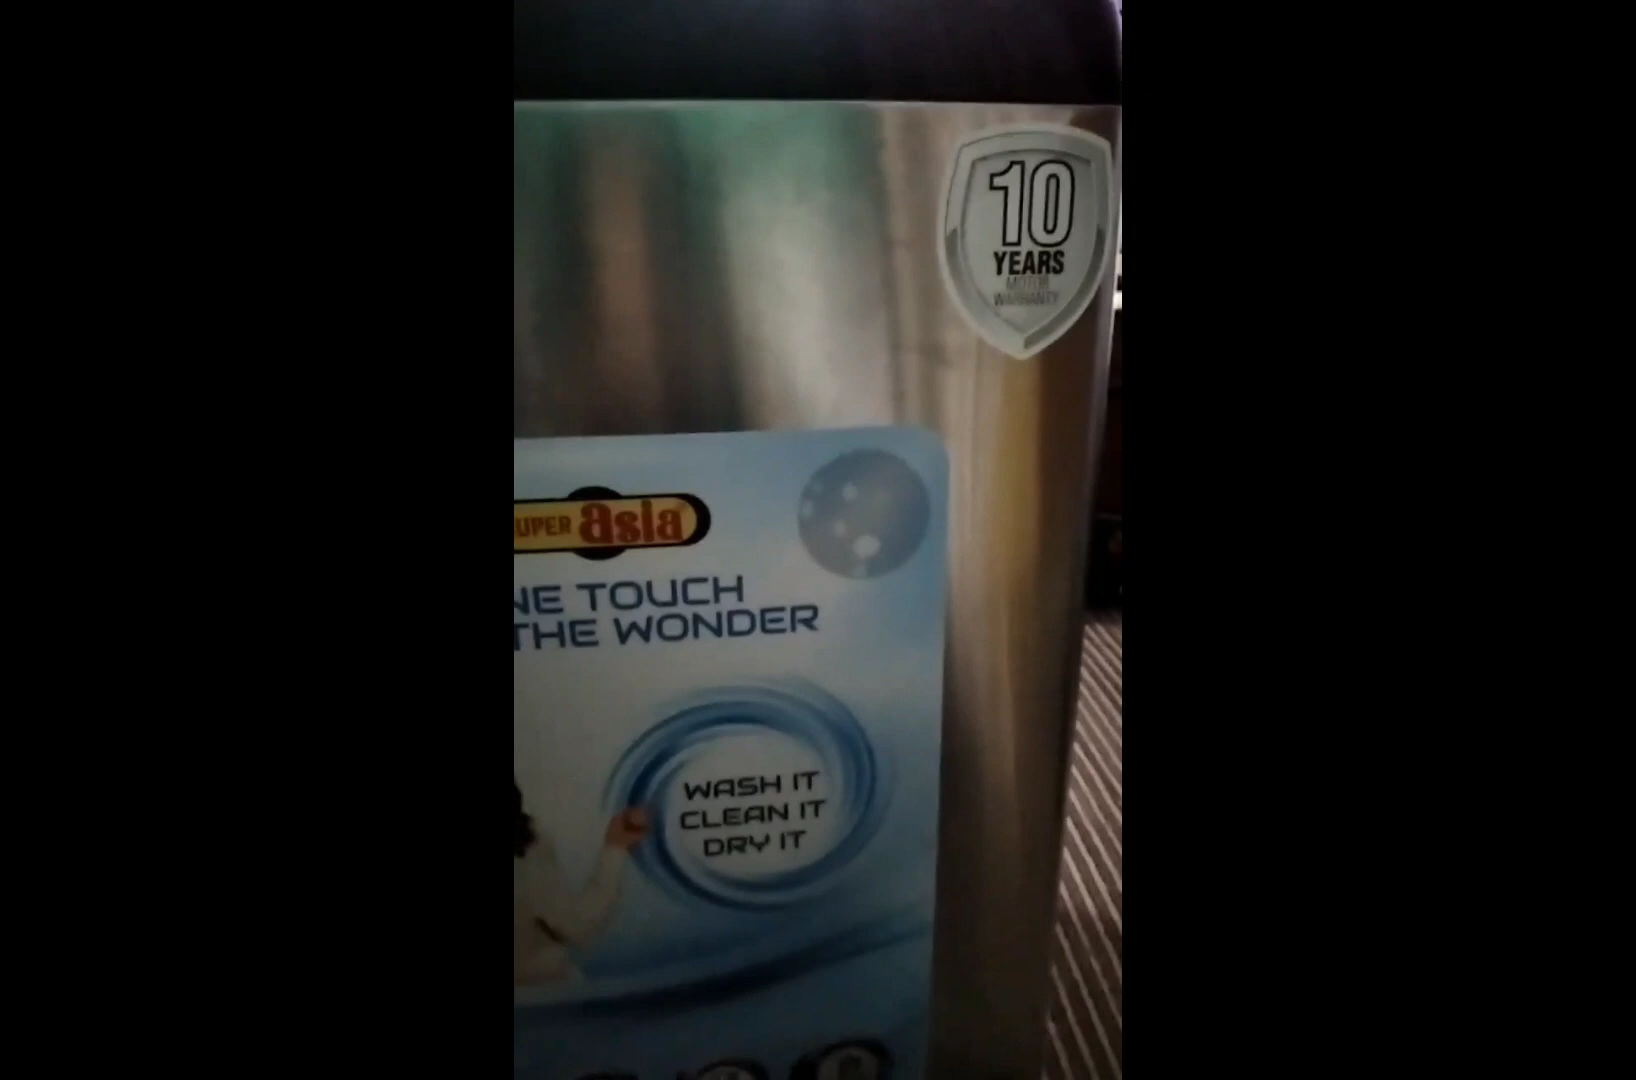 10
YEARS
MOTOR
WARRANTY
UPER asia
NE TOUCH
THE WONDER
WASH IT
CLEAN IT
DRY IT